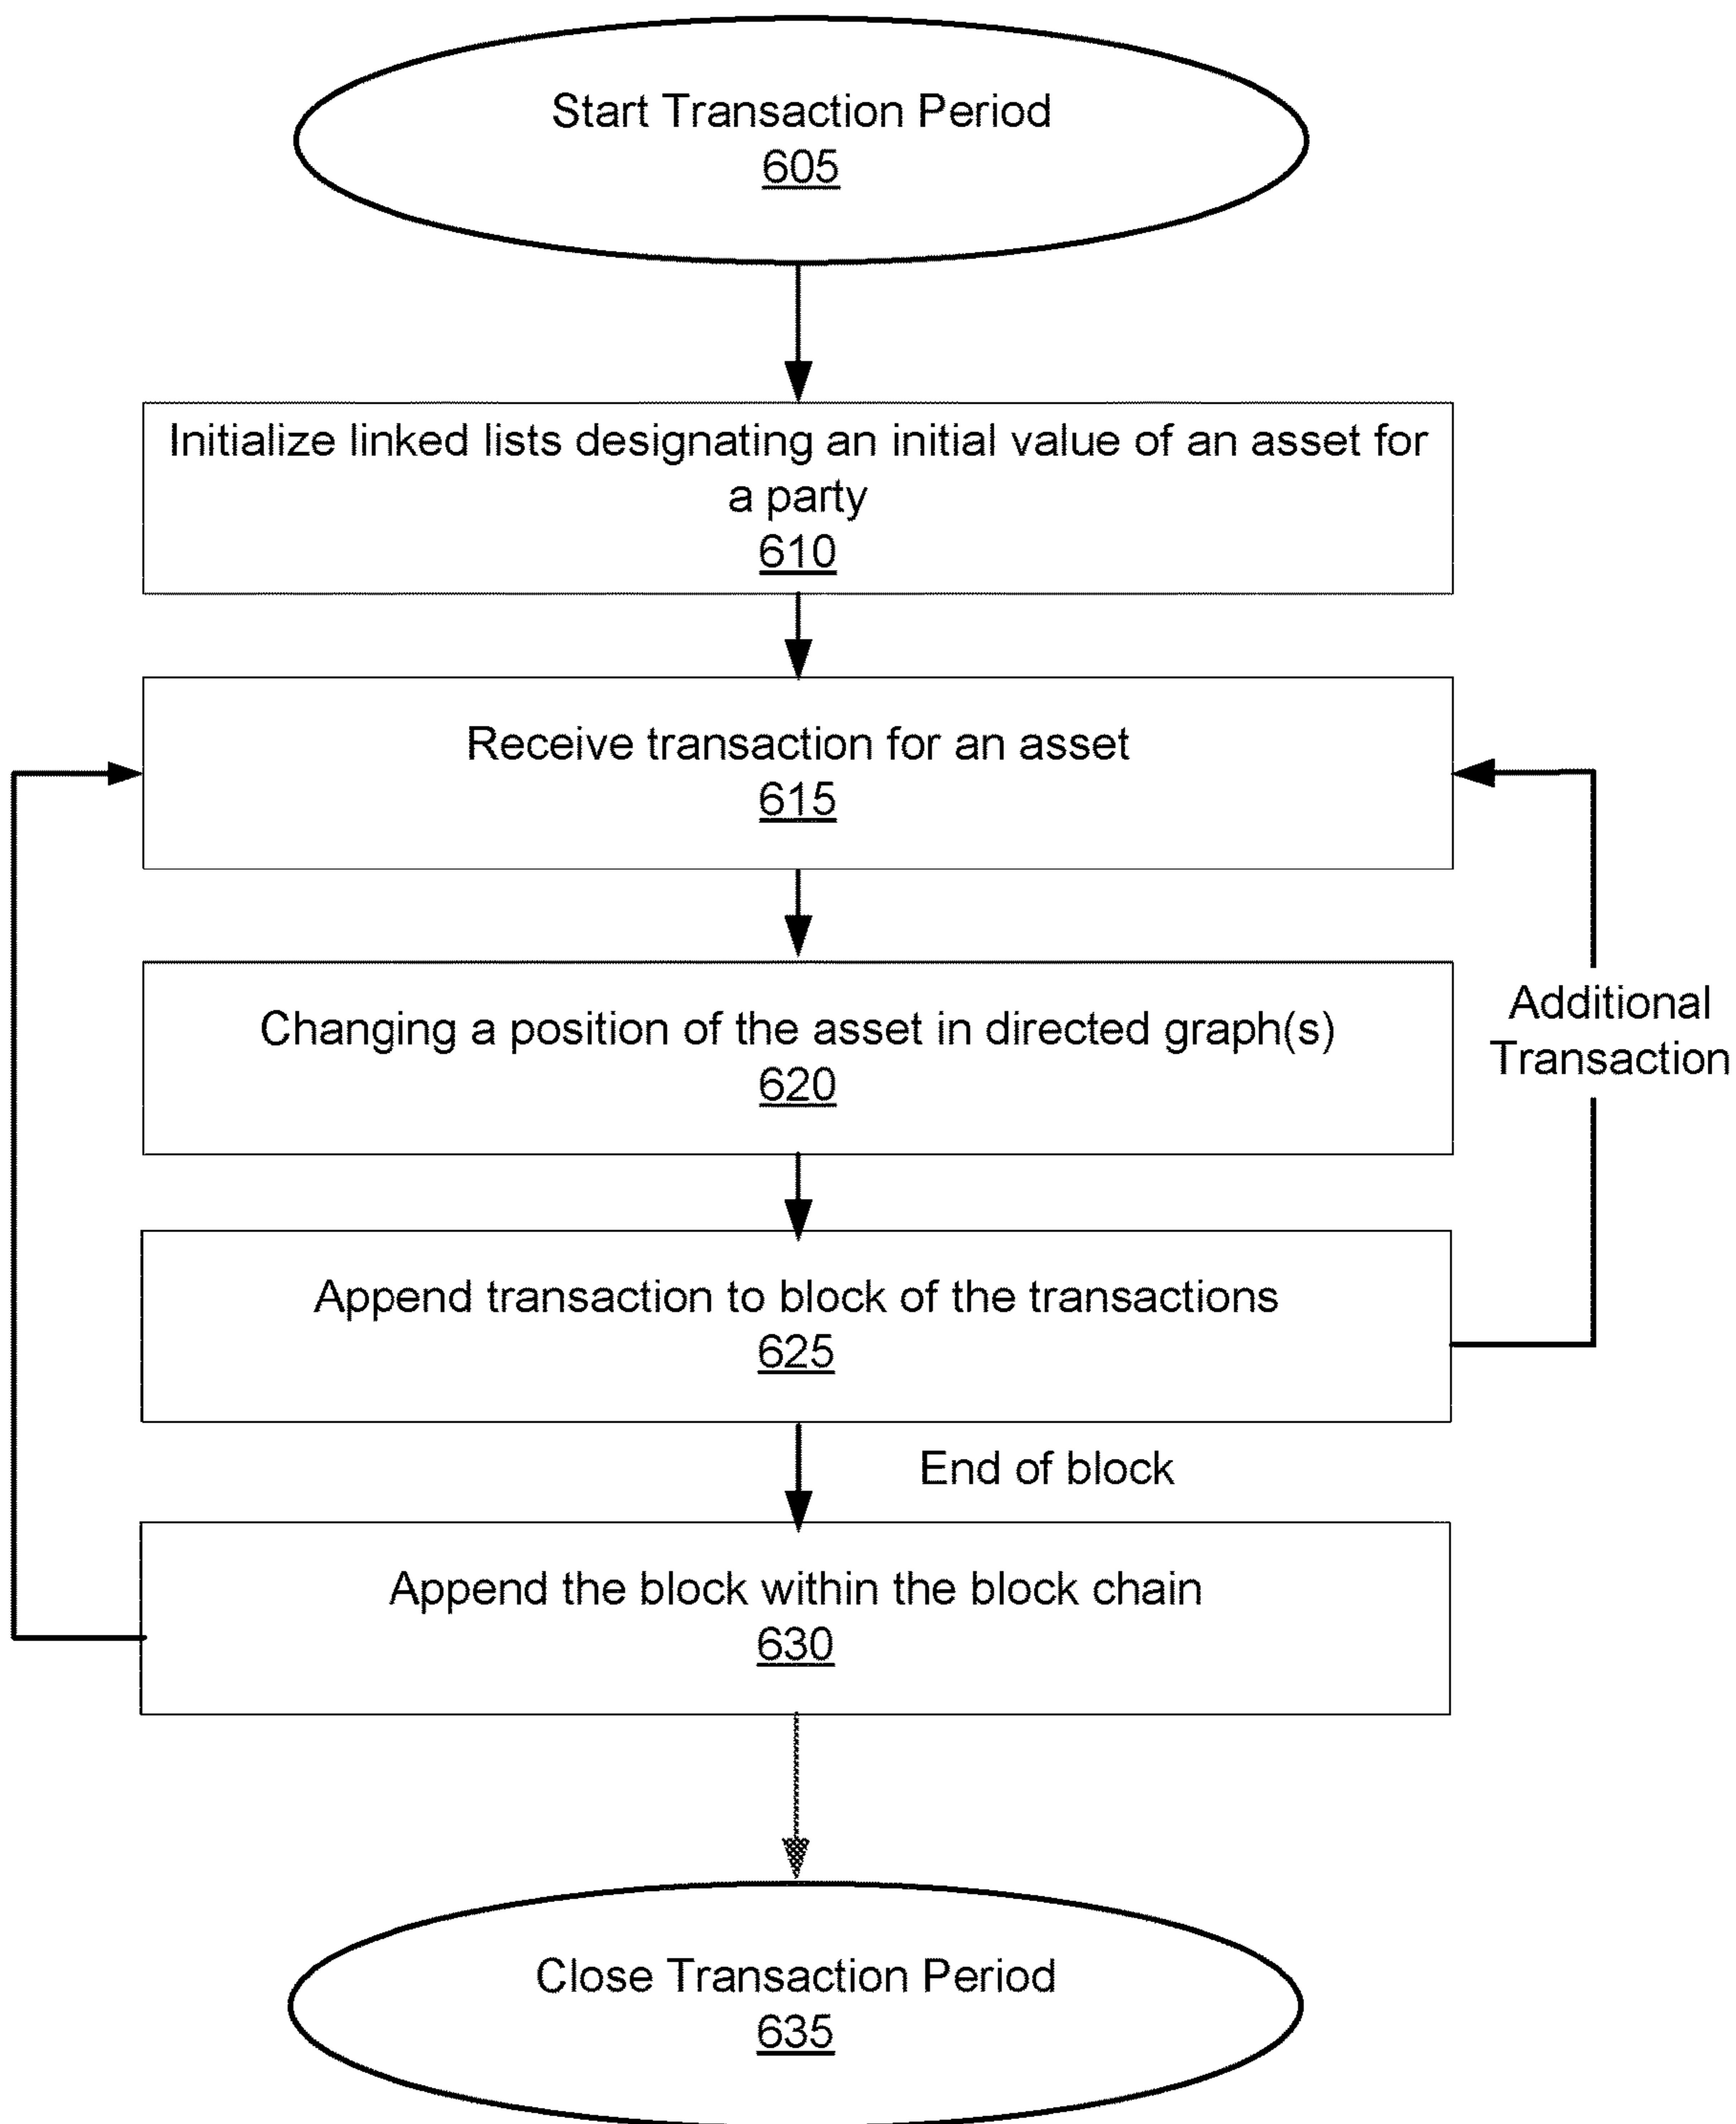 Start Transaction Period
605
Initialize linked lists designating an initial value of an asset for
a party
610
Receive transaction for an asset
615
Changing a position of the asset in directed graph(s)
620
Additional
Transaction
Append transaction to block of the transactions
625
End of block
Append the block within the block chain
630
Close Transaction Period
635